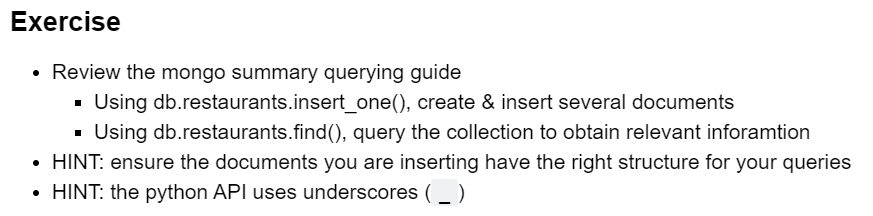 Exercise
• Review the mongo summary querying guide
▪ Using db.restaurants.insert_one(), create & insert several documents
▪ Using db.restaurants.find(), query the collection to obtain relevant inforamtion
• HINT: ensure the documents you are inserting have the right structure for your queries
• HINT: the python API uses underscores ( _ )